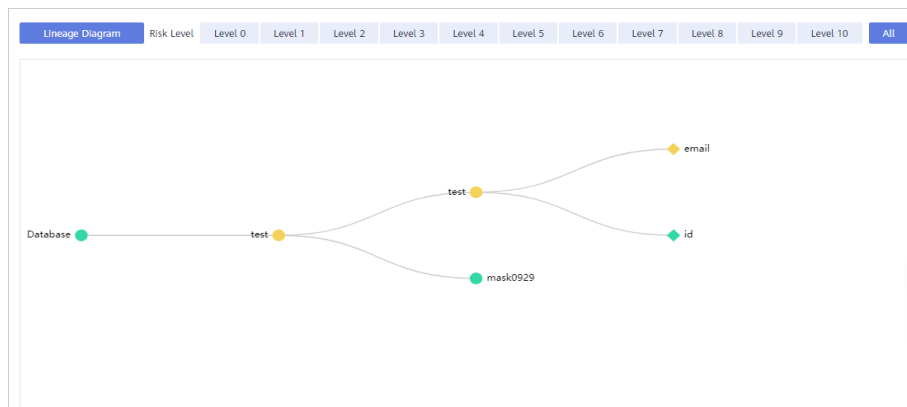 Lineage Diagram Risk Level Level 0 Level 1 Level 2 Level 3 Level 4 Level 5 Level 6 Level 7 Level 8 Level 9 Level 10 All
email
test
Database test id
mask0929